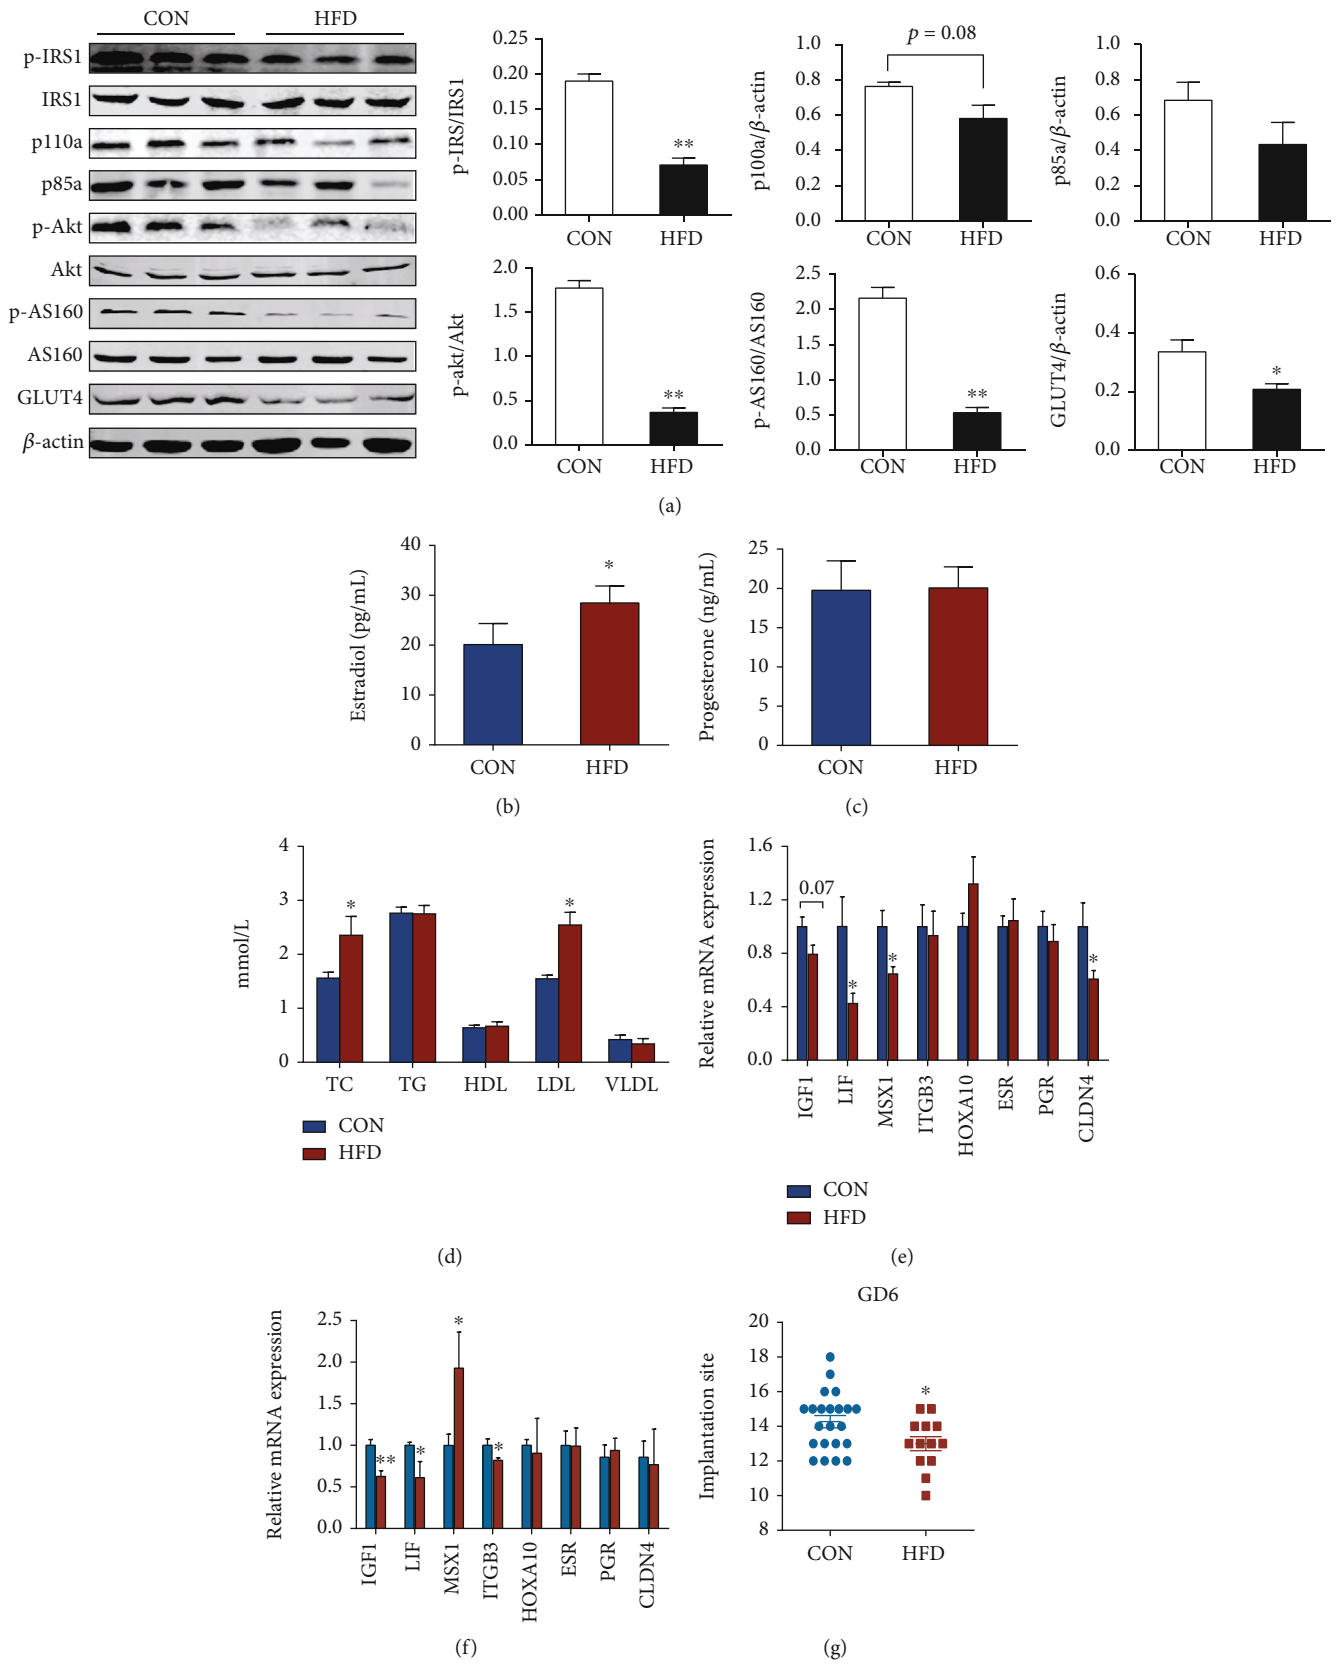 CON HFD
p-IRS1
IRS1
p110a
p85a
p-Akt
Akt
p-AS160
AS160
GLUT4
β-actin
p-IRS/IRS1
0.25
0.20
0.15
0.10
0.05
0.00
**
CON HFD
p100a/β-actin
1.0
0.8
0.6
0.4
0.2
0.0
p = 0.08
CON HFD
p85a/β-actin
1.0
0.8
0.6
0.4
0.2
0.0
CON HFD
p-akt/Akt
2.0
1.5
1.0
0.5
0.0
**
CON HFD
p-AS160/AS160
2.5
2.0
1.5
1.0
0.5
0.0
**
CON HFD
GLUT4/β-actin
0.6
0.4
0.2
0.0
*
CON HFD
(a)
Estradiol (pg/mL)
40
30
20
10
0
*
CON HFD
(b)
Progesterone (ng/mL)
25
20
15
10
5
0
CON HFD
(c)
mmol/L
4
3
2
1
0
* *
TC TG HDL LDL VLDL
CON
HFD
(d)
Relative mRNA expression
1.6
1.2
0.8
0.4
0.0
0.07
* * *
IGF1 LIF MSX1 ITGB3 HOXA10 ESR PGR CLDN4
CON
HFD
(e)
Relative mRNA expression
2.5
2.0
1.5
1.0
0.5
0.0
** * * *
IGF1 LIF MSX1 ITGB3 HOXA10 ESR PGR CLDN4
(f)
GD6
Implantation site
20
18
16
14
12
10
8
*
CON HFD
(g)